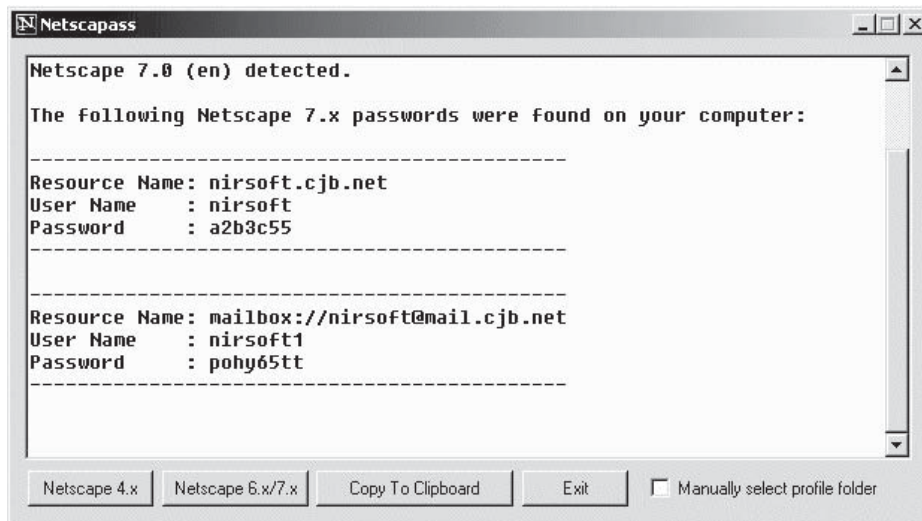 Netscapass
Netscape 7.0 (en) detected.
The following Netscape 7.x passwords were found on your computer:
--------------------------------------------------
Resource Name: nirsoft.cjb.net
User Name     : nirsoft
Password      : a2b3c55
--------------------------------------------------
--------------------------------------------------
Resource Name: mailbox://nirsoft@mail.cjb.net
User Name     : nirsoft1
Password      : pohy65tt
--------------------------------------------------
Netscape 4.x Netscape 6.x/7.x Copy To Clipboard Exit Manually select profile folder